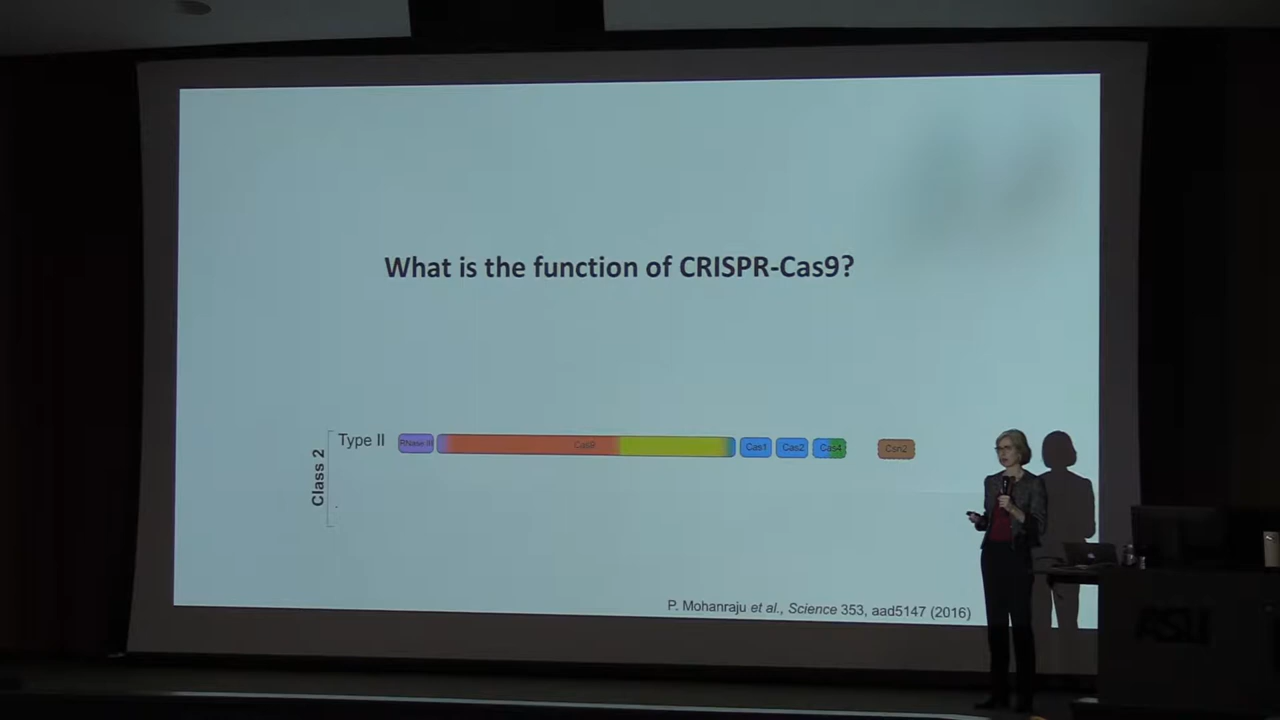 What is the function of CRISPR-Cas9?
Class 2
Type II
RNase III
Cas9
Cas1
Cas2
Cas4
Csn2
P. Mohanraju et al., Science 353, aad5147 (2016)
ASU